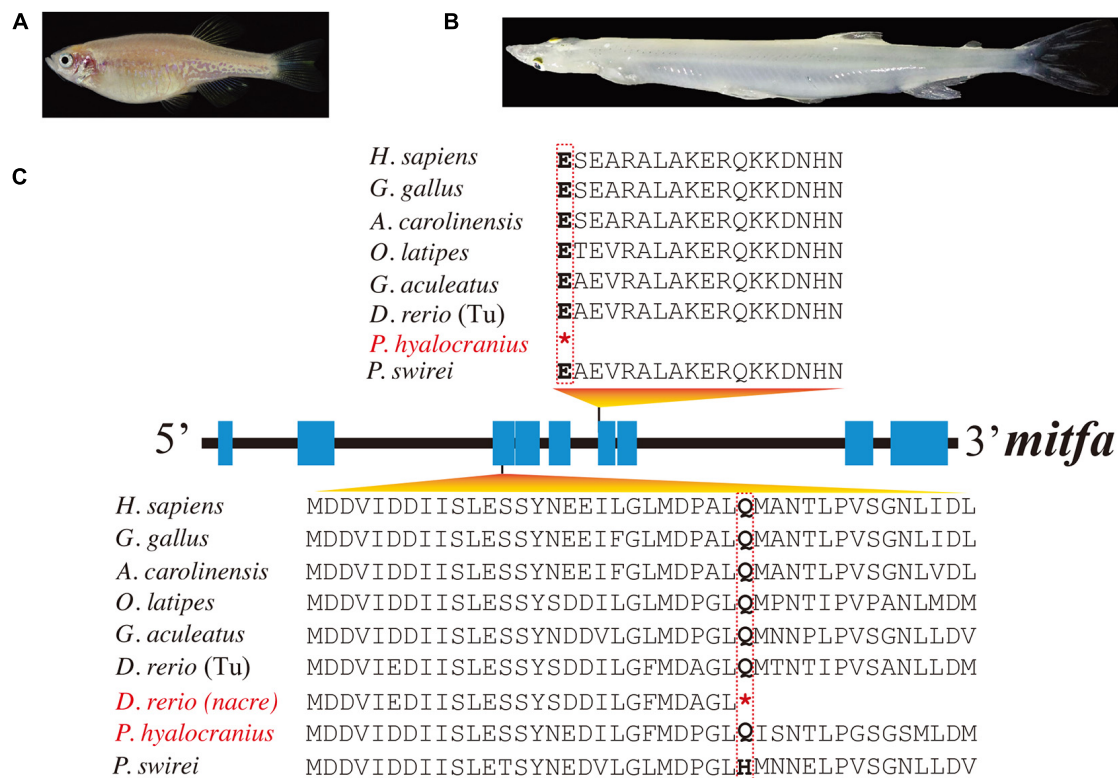 A
B
C
H. sapiens ESEARALAKERQKKDNHN
G. gallus ESEARALAKERQKKDNHN
A. carolinensis ESEARALAKERQKKDNHN
O. latipes ETEVRALAKERQKKDNHN
G. aculeatus EAEVRALAKERQKKDNHN
D. rerio (Tu) EAEVRALAKERQKKDNHN
P. hyalocranius *
P. swirei EAEVRALAKERQKKDNHN
5’ 3’ mitfa
H. sapiens MDDVIDDIISLESSYNEEILGLMDPALQMANTLPVSGNLIDL
G. gallus MDDVIDDIISLESSYNEEIFGLMDPALQMANTLPVSGNLIDL
A. carolinensis MDDVIDDIISLESSYNEEIFGLMDPALQMANTLPVSGNLVDL
O. latipes MDDVIDDIISLESSYSDDILGLMDPGLQMPNTIPVPANLMDM
G. aculeatus MDDVIDDIISLESSYNDDVLGLMDPGLQMNNPLPVSGNLLDV
D. rerio (Tu) MDDVIEDIISLESSYSDDILGFMDAGLQMTNTIPVSANLLDM
D. rerio (nacre) MDDVIEDIISLESSYSDDILGFMDAGL*
P. hyalocranius MDDVIDDIISLESSYNEDILGLMDPGLQISNTLPGSGSMLDM
P. swirei MDDVIDDIISLETSYNEDVLGLMDPGLHMNNELPVSGNLLDV